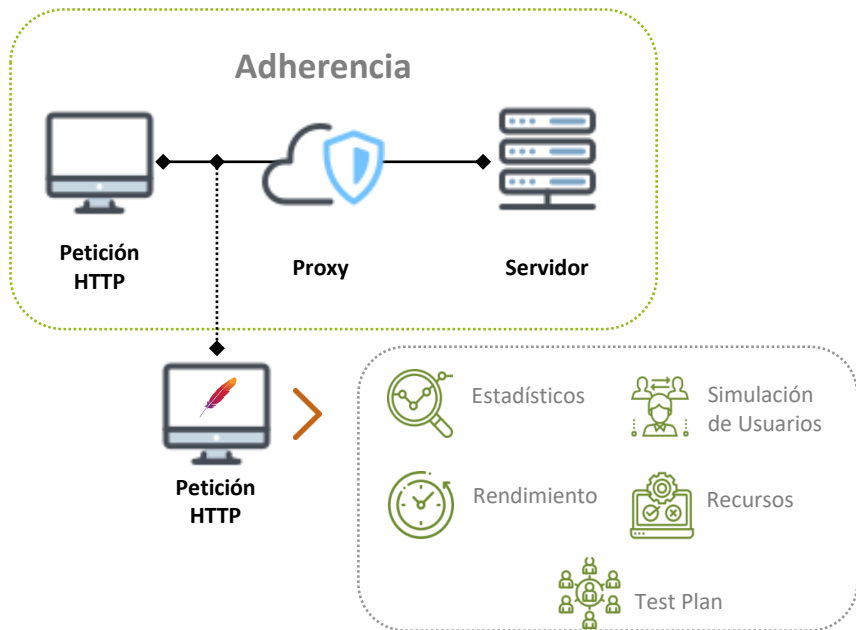 Adherencia
Petición
HTTP
Proxy
Servidor
Petición
HTTP
Estadísticos
Simulación
de Usuarios
Rendimiento
Recursos
Test Plan